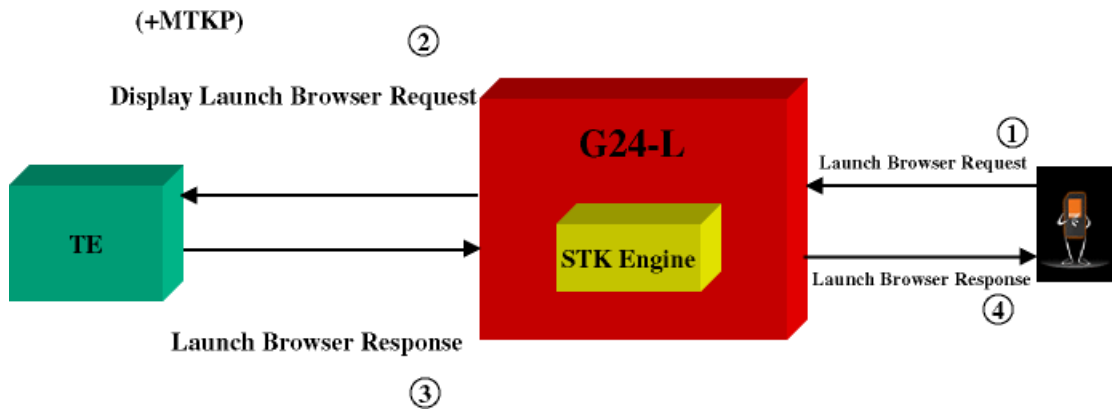 (+MTKP)
②
Display Launch Browser Request
G24-L
①
Launch Browser Request
TE
STK Engine
Launch Browser Response
④
Launch Browser Response
③